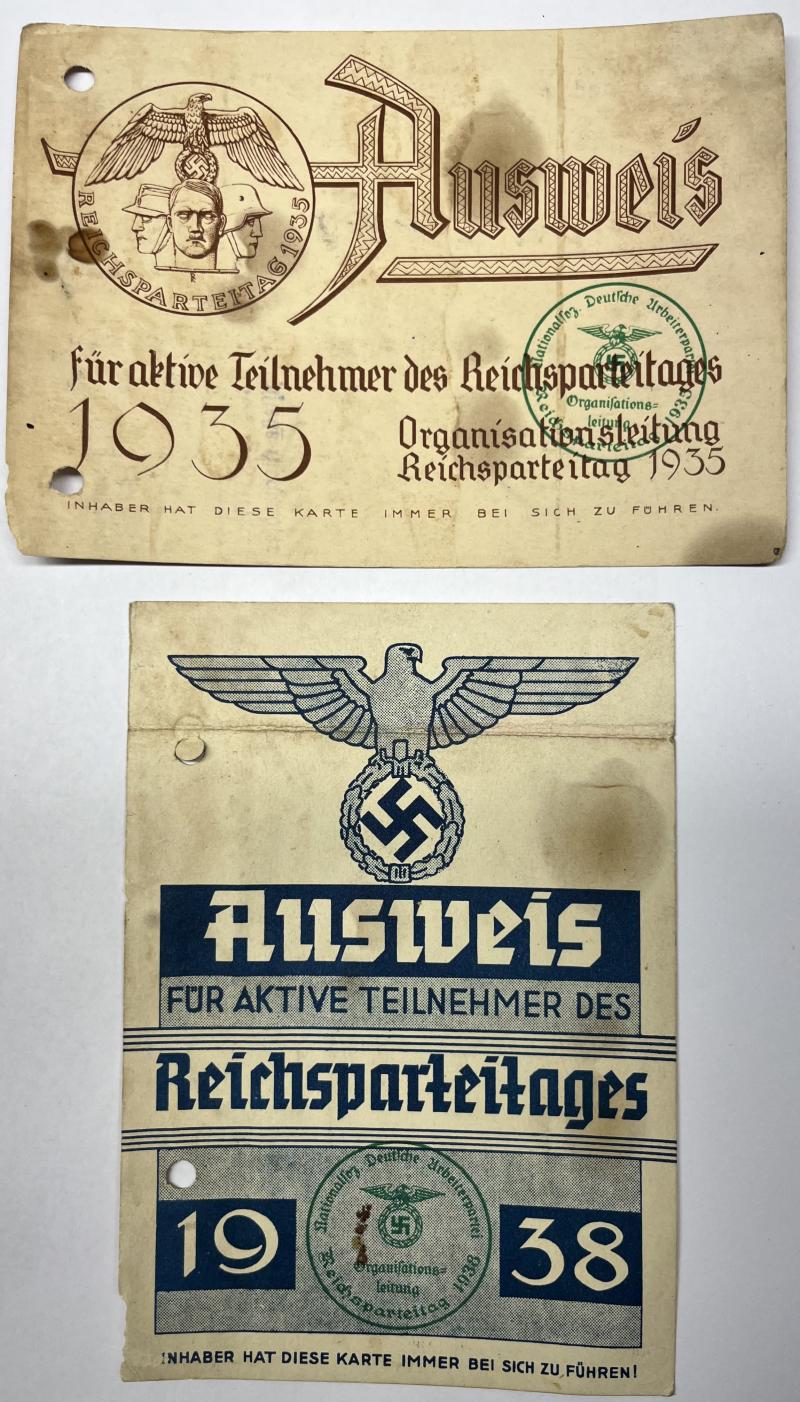 REICHSPARTEITAG 1935
Ausweis
für aktive Teilnehmer des Reichsparteitages
1935
Organisationsleitung
Reichsparteitag 1935
Nationalsoz. Deutsche Arbeiterpartei
Organisations=
leitung
Reichsparteitag 1935
INHABER HAT DIESE KARTE IMMER BEI SICH ZU FÜHREN.
Ausweis
FÜR AKTIVE TEILNEHMER DES
Reichsparteitages
19 38
Nationalsoz. Deutsche Arbeiterpartei
Organisations=
leitung
Reichsparteitag 1938
INHABER HAT DIESE KARTE IMMER BEI SICH ZU FÜHREN!